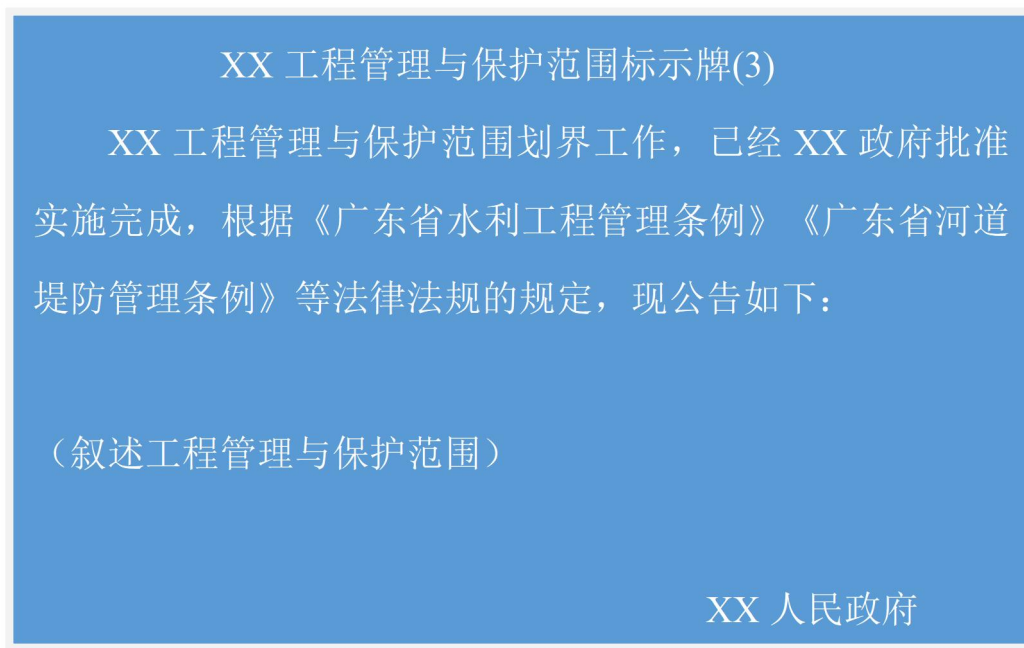 XX 工程管理与保护范围标示牌(3)
XX 工程管理与保护范围划界工作，已经 XX 政府批准
实施完成，根据《广东省水利工程管理条例》《广东省河道
堤防管理条例》等法律法规的规定，现公告如下：
（叙述工程管理与保护范围）
XX 人民政府